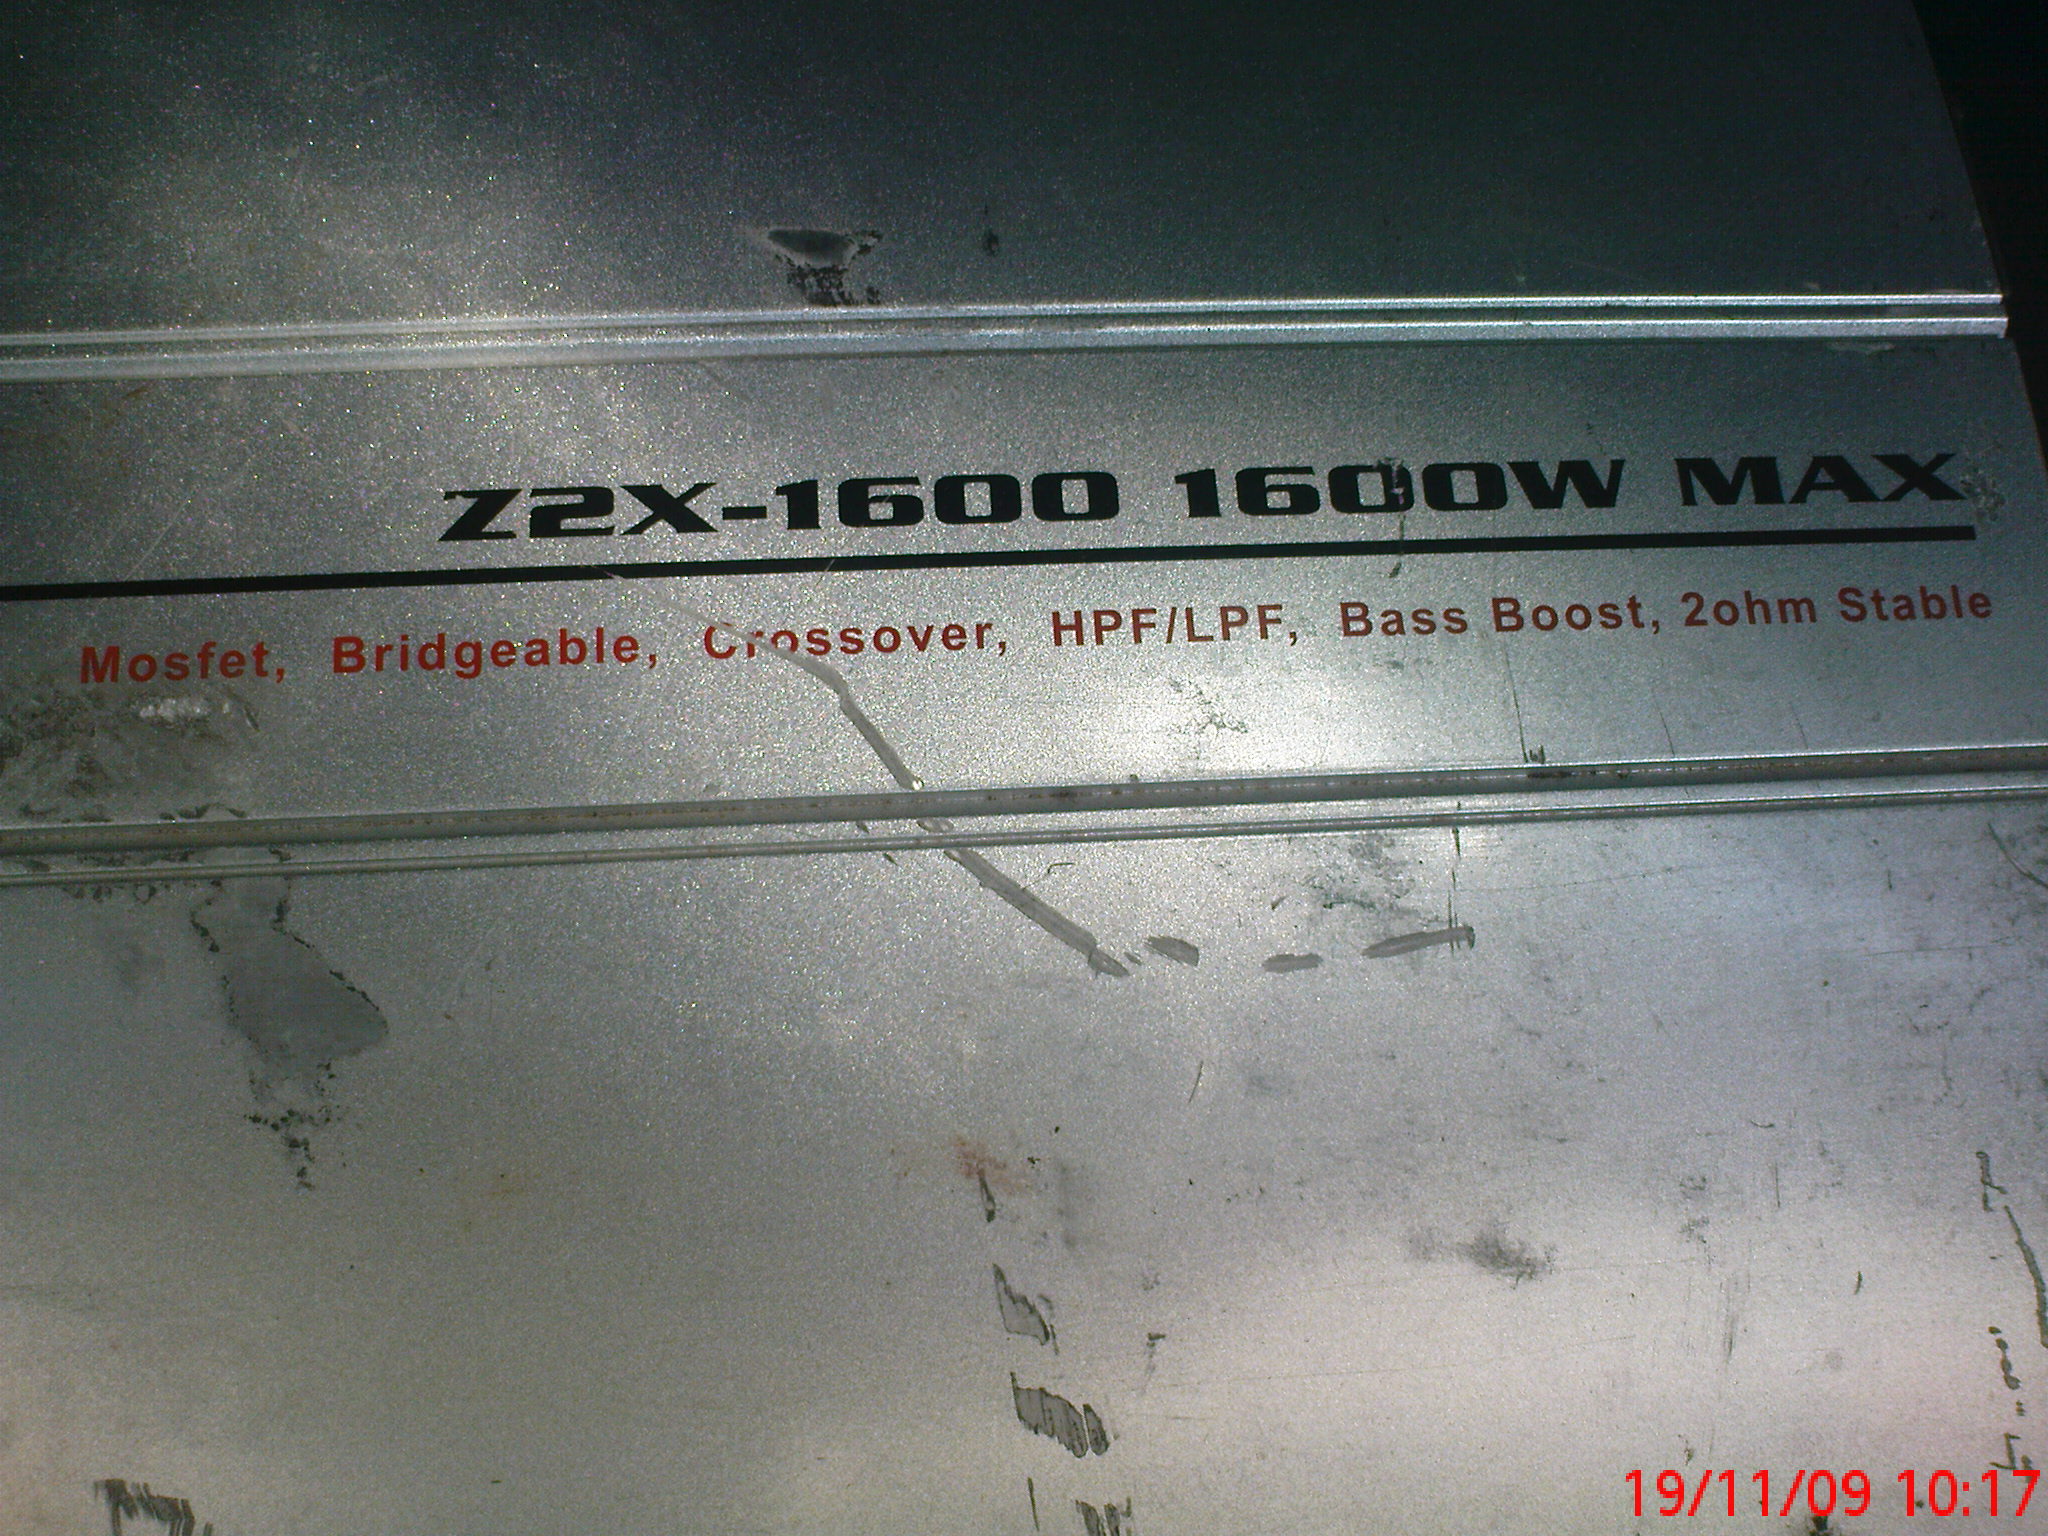 Z2X-1600 1600W MAX
Mosfet, Bridgeable, Crossover, HPF/LPF, Bass Boost, 2ohm Stable
19/11/09 10:17